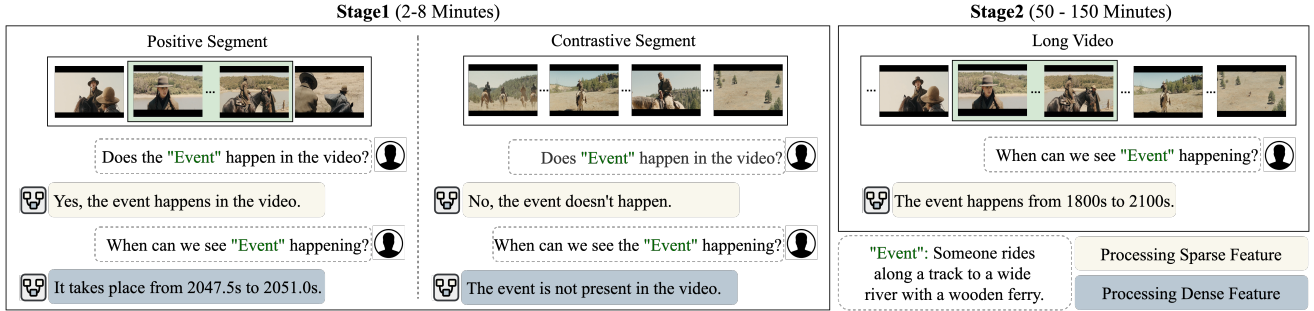 Stage1 (2-8 Minutes)
Positive Segment
...
Does the "Event" happen in the video?
Yes, the event happens in the video.
When can we see "Event" happening?
It takes place from 2047.5s to 2051.0s.
Contrastive Segment
... ... ...
Does "Event" happen in the video?
No, the event doesn't happen.
When can we see the "Event" happening?
The event is not present in the video.
Stage2 (50 - 150 Minutes)
Long Video
... ... ... ... ...
When can we see "Event" happening?
The event happens from 1800s to 2100s.
"Event": Someone rides
along a track to a wide
river with a wooden ferry.
Processing Sparse Feature
Processing Dense Feature